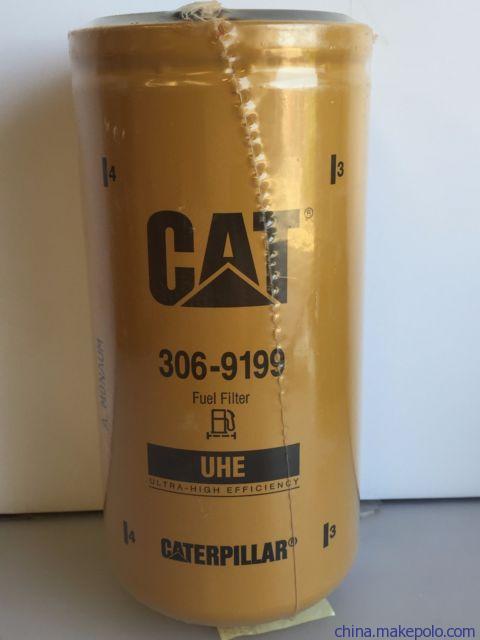 4
3
CAT®
306-9199
Fuel Filter
UHE
ULTRA-HIGH EFFICIENCY
4
3
CATERPILLAR®
china.makepolo.com